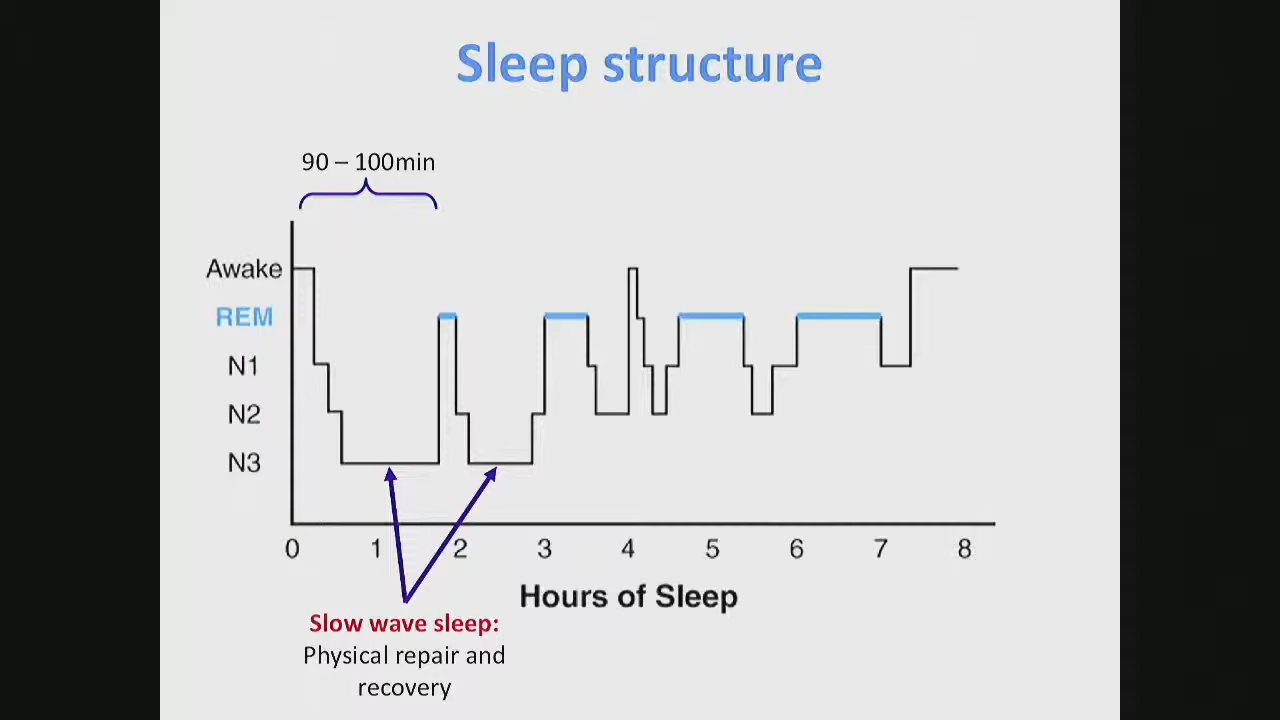 Sleep structure
90 – 100min
Awake
REM
N1
N2
N3
0 1 2 3 4 5 6 7 8
Hours of Sleep
Slow wave sleep:
Physical repair and
recovery